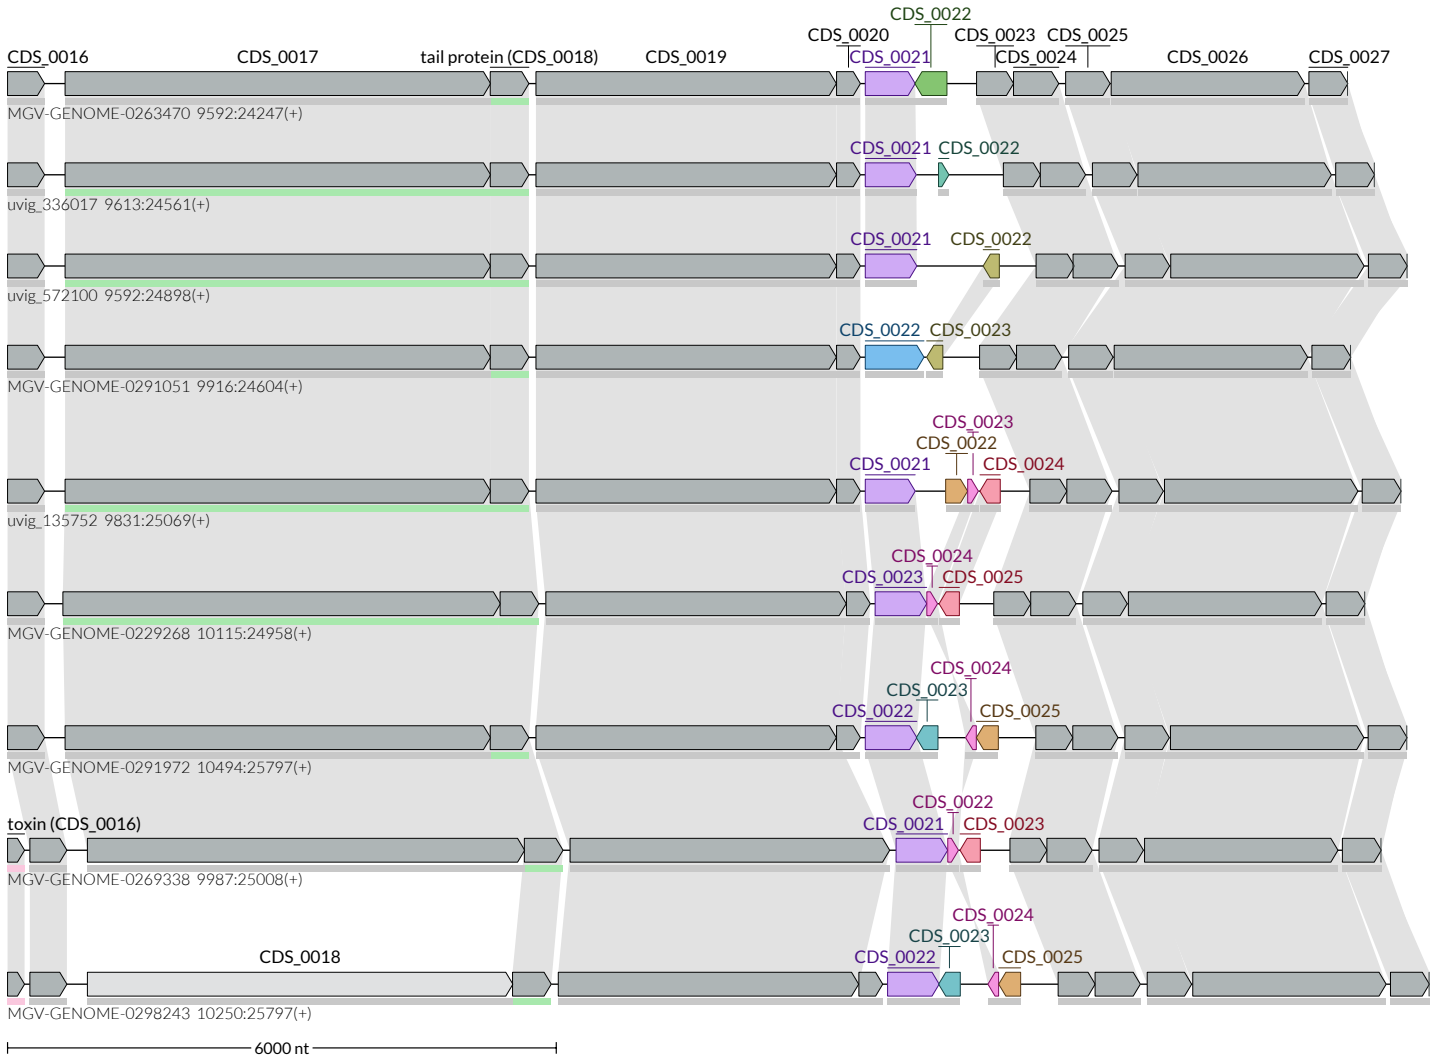 CDS_0022
CDS_0020 CDS_0023 CDS_0025
CDS_0016 CDS_0017 tail protein (CDS_0018) CDS_0019 CDS_0021 CDS_0024 CDS_0026 CDS_0027
MGV-GENOME-0263470 9592:24247(+)
CDS_0021 CDS_0022
uvig_336017 9613:24561(+)
CDS_0021 CDS_0022
uvig_572100 9592:24898(+)
CDS_0022 CDS_0023
MGV-GENOME-0291051 9916:24604(+)
CDS_0023
CDS_0022
CDS_0021 CDS_0024
uvig_135752 9831:25069(+)
CDS_0024
CDS_0023 CDS_0025
MGV-GENOME-0229268 10115:24958(+)
CDS_0024
CDS_0023
CDS_0022 CDS_0025
MGV-GENOME-0291972 10494:25797(+)
CDS_0022
toxin (CDS_0016) CDS_0021 CDS_0023
MGV-GENOME-0269338 9987:25008(+)
CDS_0024
CDS_0023
CDS_0018 CDS_0022 CDS_0025
MGV-GENOME-0298243 10250:25797(+)
6000 nt